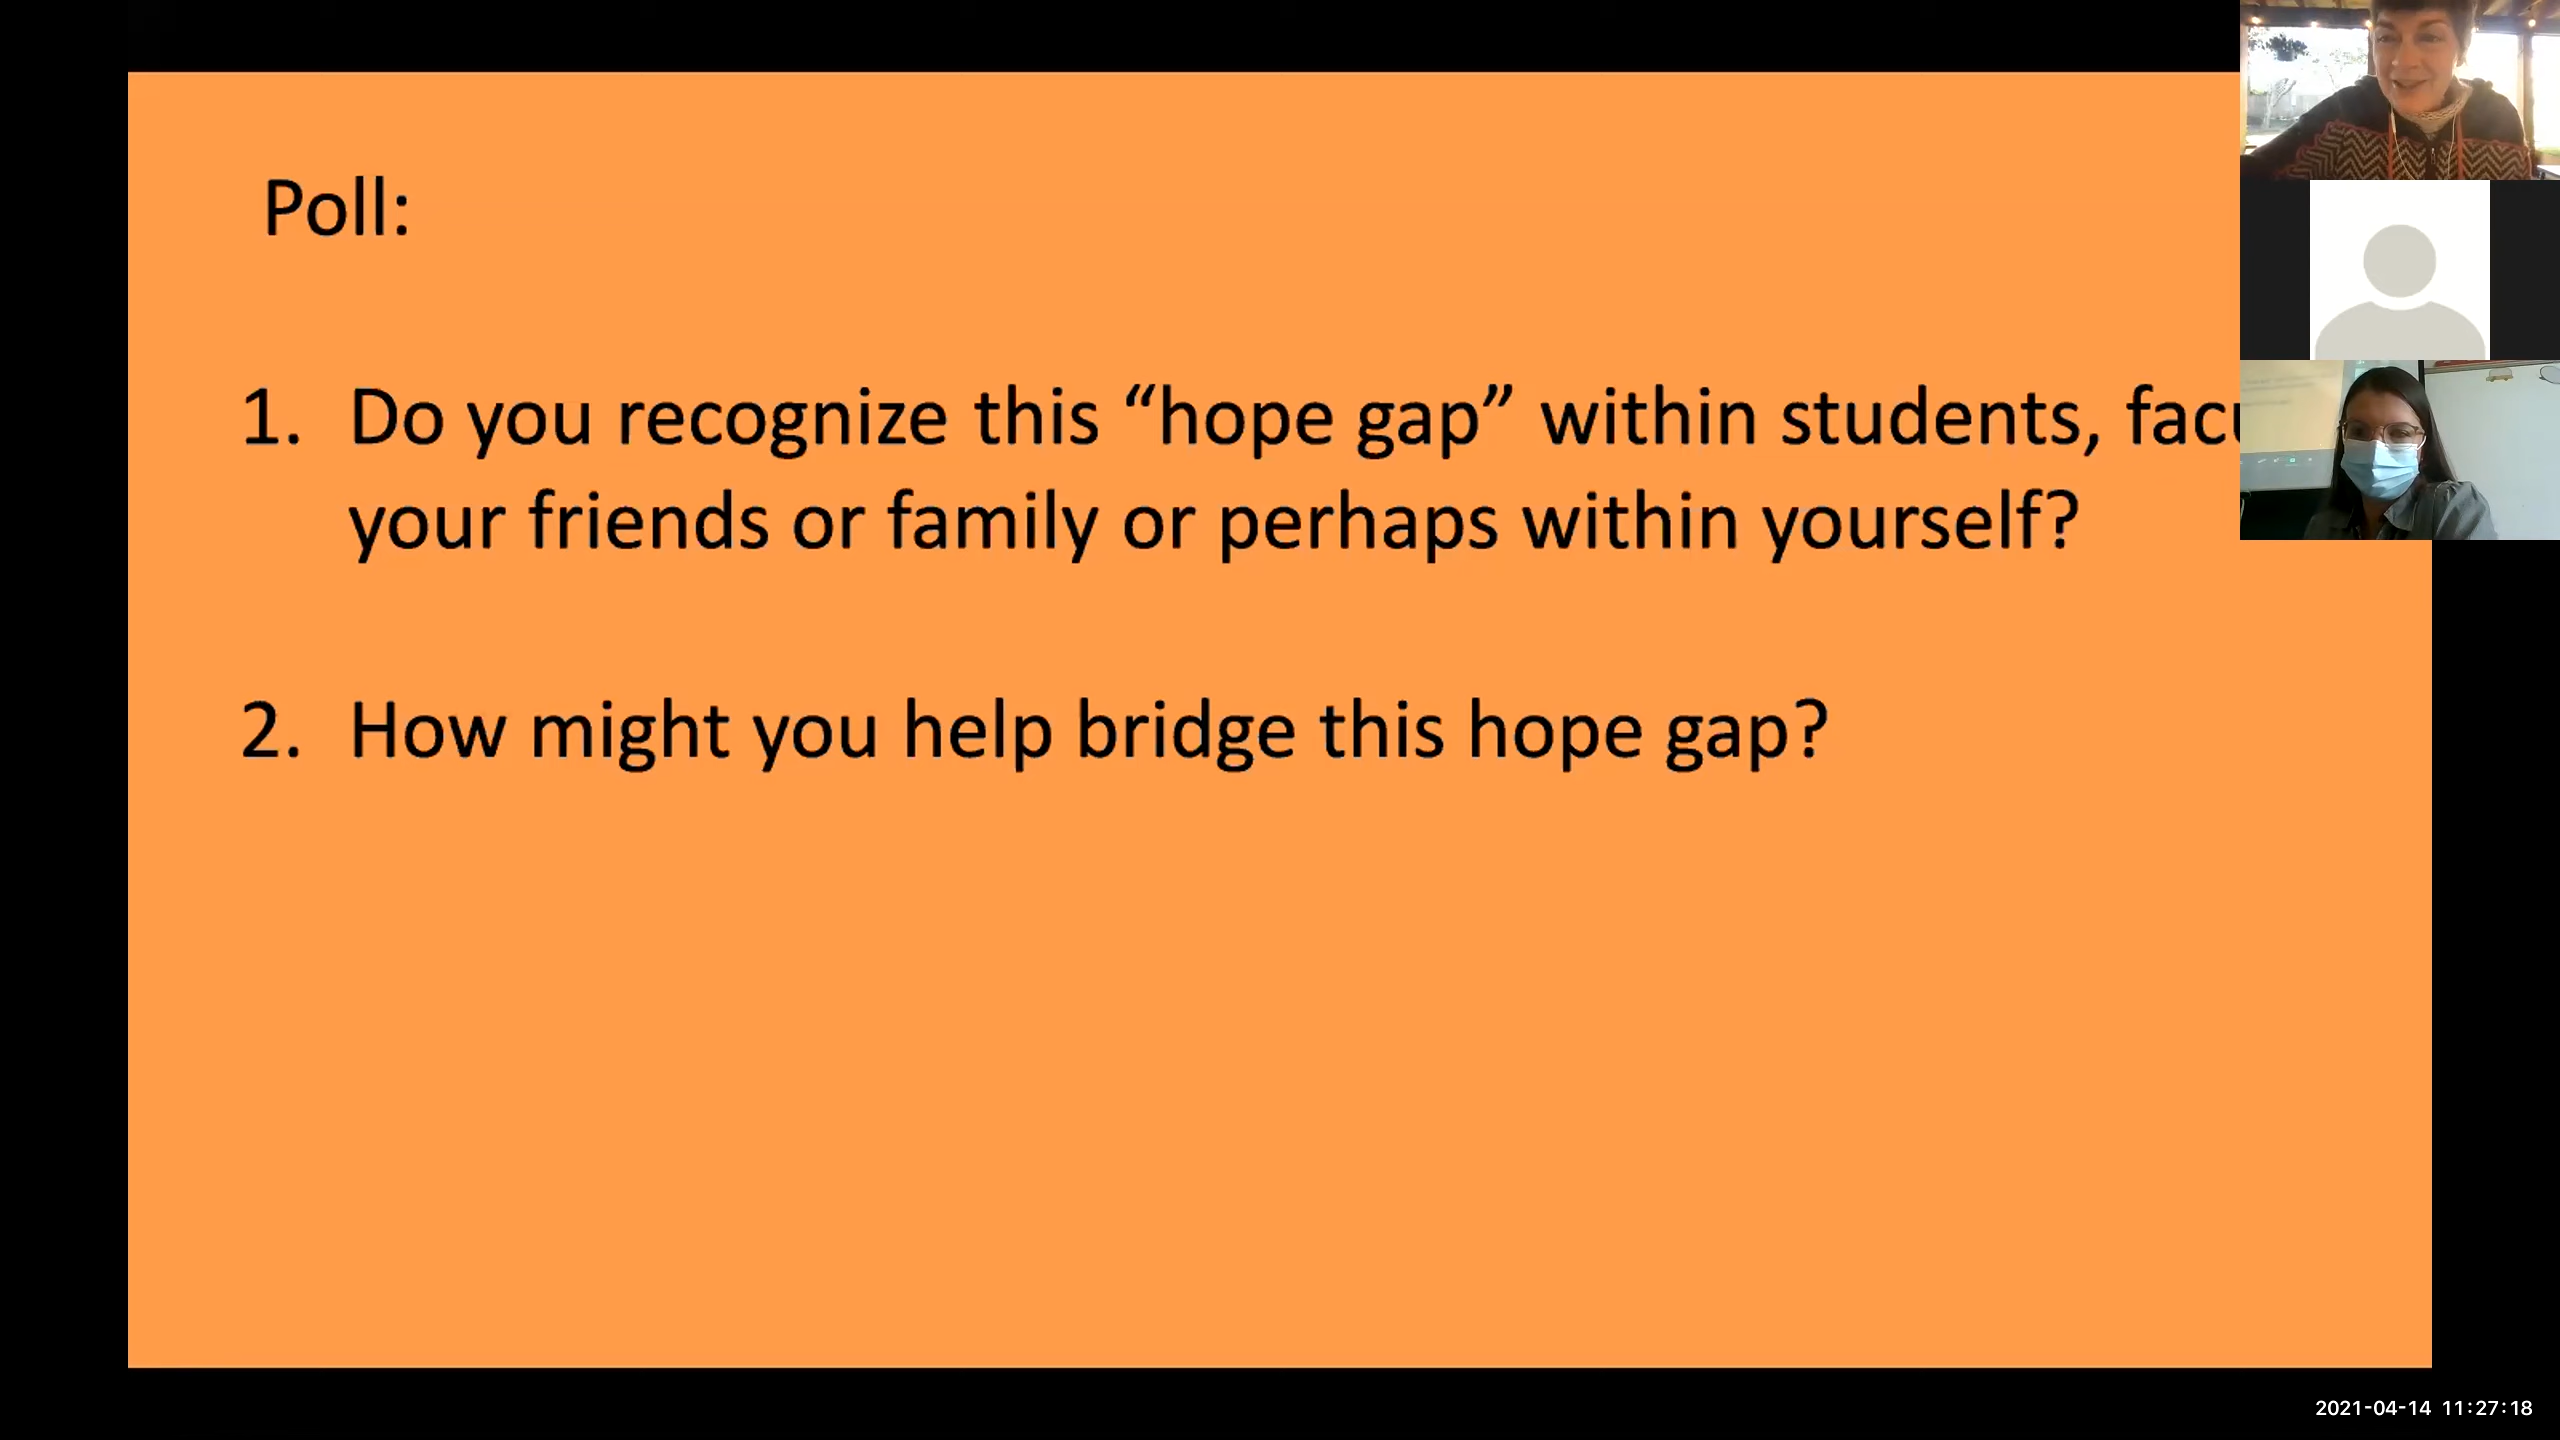 Poll:
1. Do you recognize this “hope gap” within students,
your friends or family or perhaps within yourself?
2. How might you help bridge this hope gap?
2021-04-14 11:27:18